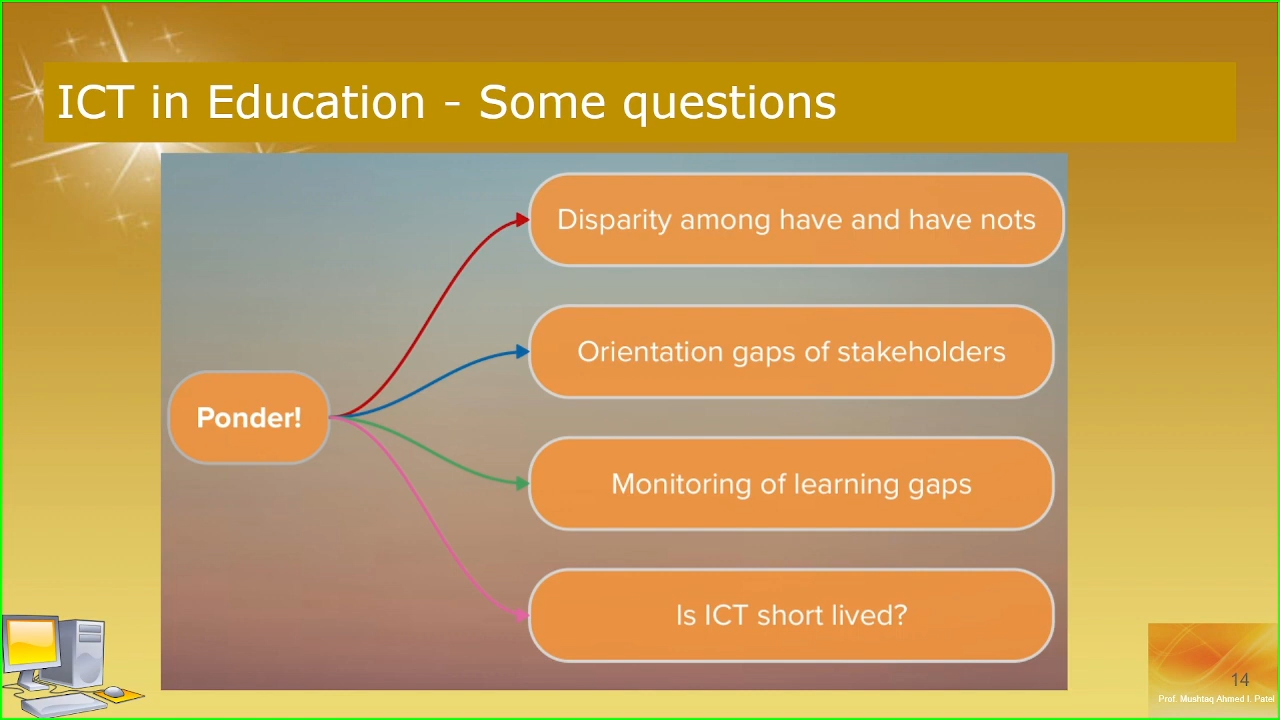 ICT in Education - Some questions
Ponder!
Disparity among have and have nots
Orientation gaps of stakeholders
Monitoring of learning gaps
Is ICT short lived?
14
Prof. Mushtaq Ahmed I. Patel